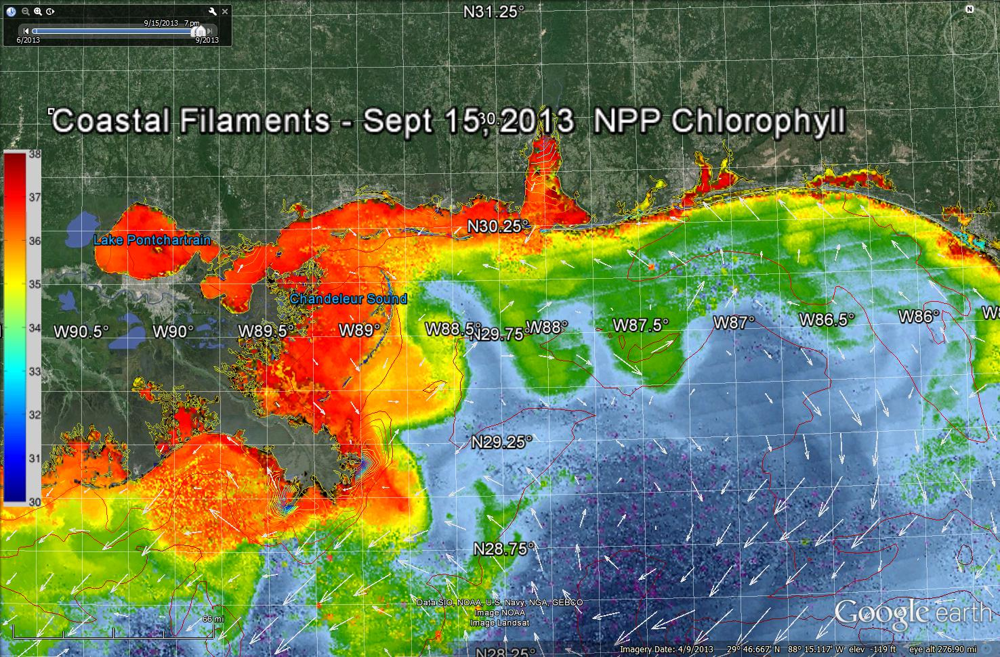 9/15/2013 7 pm
6/2013
9/2013
N
N31.25°
Coastal Filaments - Sept 15, 2013 NPP Chlorophyll
38
37
36
35
34
33
32
31
30
N30.25°
Lake Pontchartrain
Chandeleur Sound
W90.5°
W90°
W89.5°
W89°
W88.5°
N29.75°
W88°
W87.5°
W87°
W86.5°
W86°
N29.25°
N28.75°
Data SIO, NOAA, U.S. Navy, NGA, GEBCO
Image NOAA
Image Landsat
66 mi
Google earth
N28.25°
Imagery Date: 4/9/2013 29° 46.667' N 88° 15.117' W elev -119 ft eye alt 276.90 mi